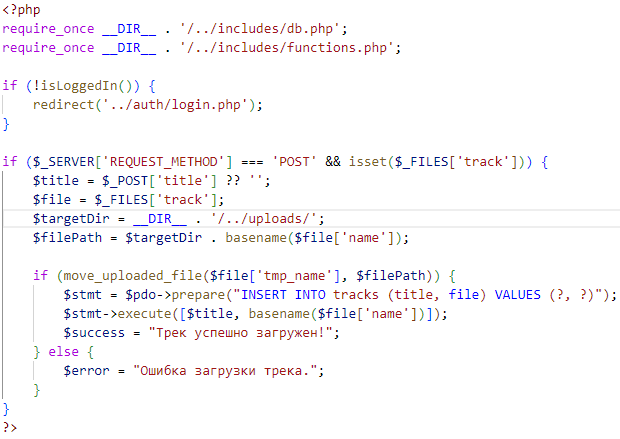 <?php
require_once __DIR__ . '/../includes/db.php';
require_once __DIR__ . '/../includes/functions.php';

if (!isLoggedIn()) {
    redirect('../auth/login.php');
}

if ($_SERVER['REQUEST_METHOD'] === 'POST' && isset($_FILES['track'])) {
    $title = $_POST['title'] ?? '';
    $file = $_FILES['track'];
    $targetDir = __DIR__ . '/../uploads/';
    $filePath = $targetDir . basename($file['name']);

    if (move_uploaded_file($file['tmp_name'], $filePath)) {
        $stmt = $pdo->prepare("INSERT INTO tracks (title, file) VALUES (?, ?)");
        $stmt->execute([$title, basename($file['name'])]);
        $success = "Трек успешно загружен!";
    } else {
        $error = "Ошибка загрузки трека.";
    }
}
?>